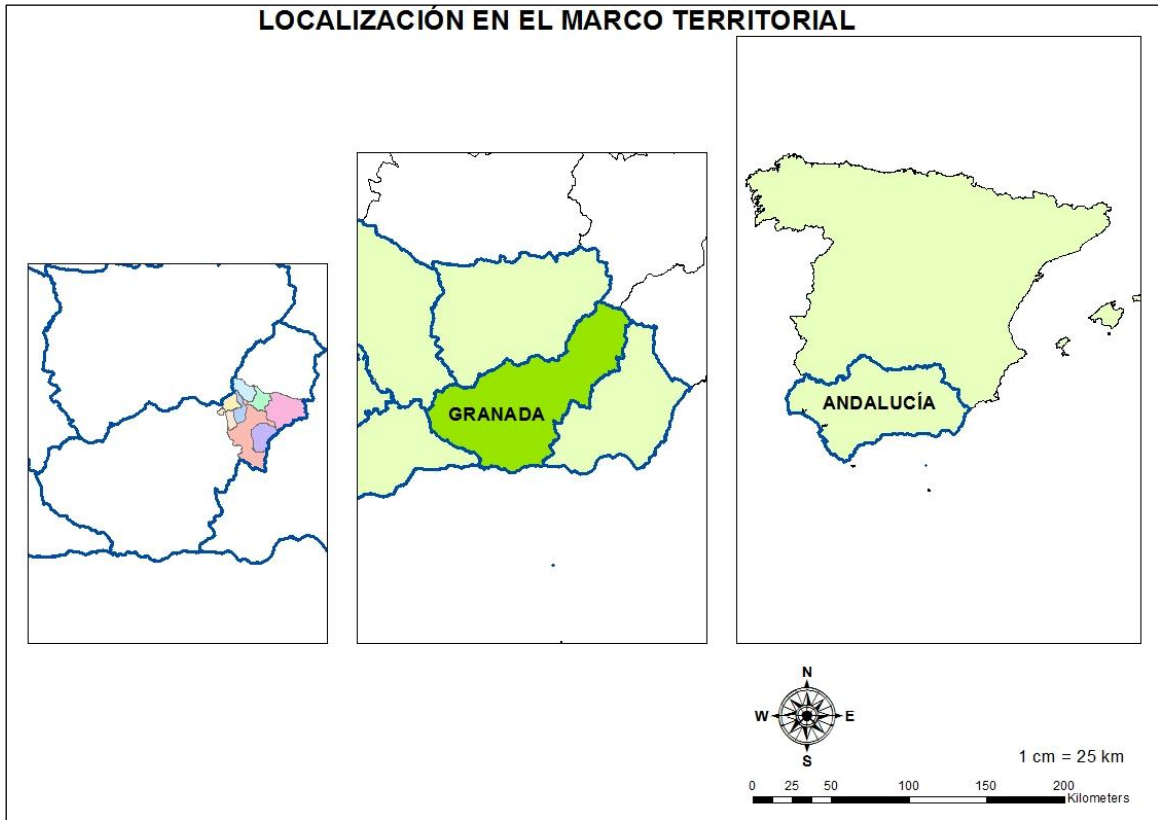 LOCALIZACIÓN EN EL MARCO TERRITORIAL
GRANADA
ANDALUCÍA
N
W E
S
1 cm = 25 km
0 25 50 100 150 200
Kilometers